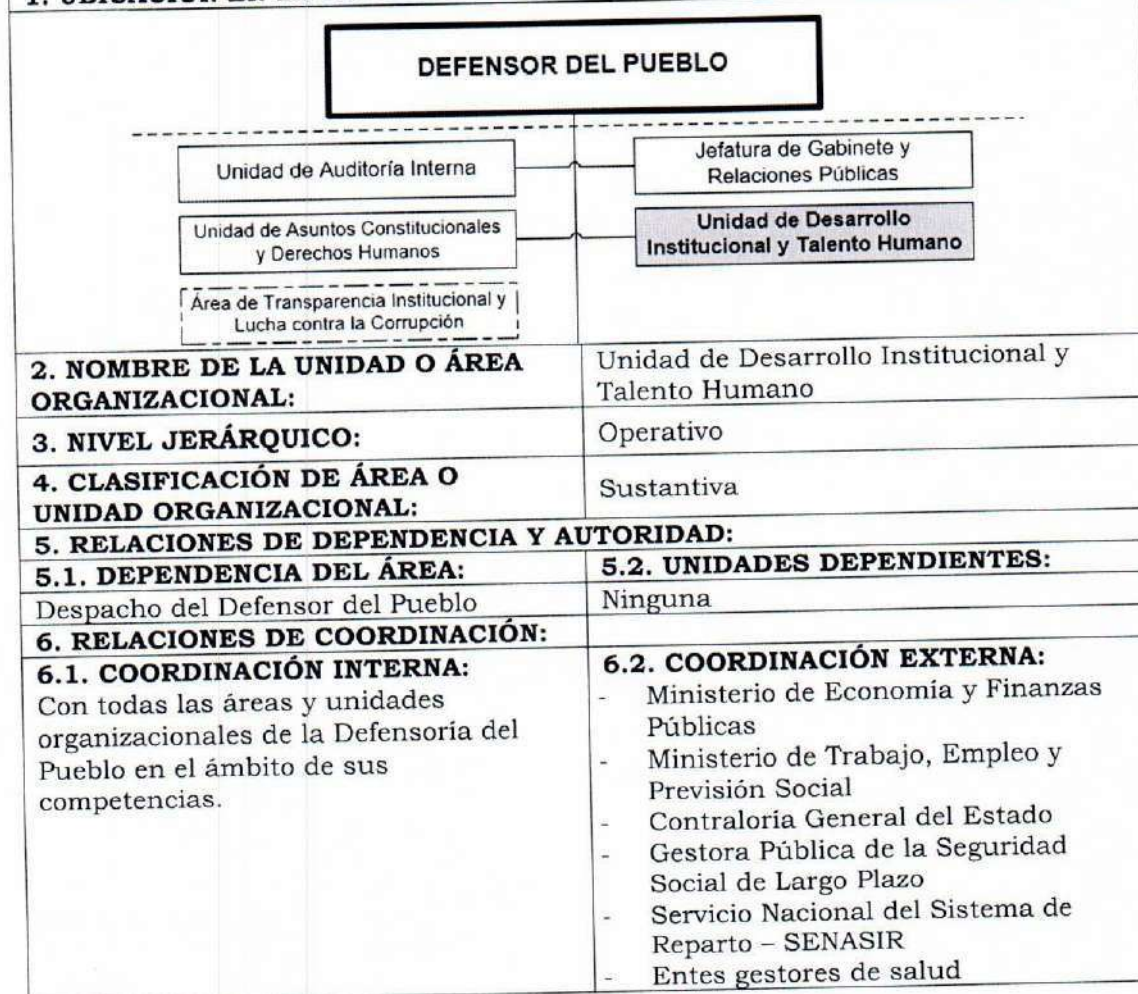 DEFENSOR DEL PUEBLO
Unidad de Auditoría Interna
Jefatura de Gabinete y
Relaciones Públicas
Unidad de Asuntos Constitucionales
y Derechos Humanos
Unidad de Desarrollo
Institucional y Talento Humano
Área de Transparencia Institucional y
Lucha contra la Corrupción
2. NOMBRE DE LA UNIDAD O ÁREA
ORGANIZACIONAL:
Unidad de Desarrollo Institucional y
Talento Humano
3. NIVEL JERÁRQUICO:
Operativo
4. CLASIFICACIÓN DE ÁREA O
UNIDAD ORGANIZACIONAL:
Sustantiva
5. RELACIONES DE DEPENDENCIA Y AUTORIDAD:
5.1. DEPENDENCIA DEL ÁREA:
5.2. UNIDADES DEPENDIENTES:
Despacho del Defensor del Pueblo
Ninguna
6. RELACIONES DE COORDINACIÓN:
6.1. COORDINACIÓN INTERNA:
Con todas las áreas y unidades
organizacionales de la Defensoría del
Pueblo en el ámbito de sus
competencias.
6.2. COORDINACIÓN EXTERNA:
- Ministerio de Economía y Finanzas
Públicas
- Ministerio de Trabajo, Empleo y
Previsión Social
- Contraloría General del Estado
- Gestora Pública de la Seguridad
Social de Largo Plazo
- Servicio Nacional del Sistema de
Reparto – SENASIR
- Entes gestores de salud